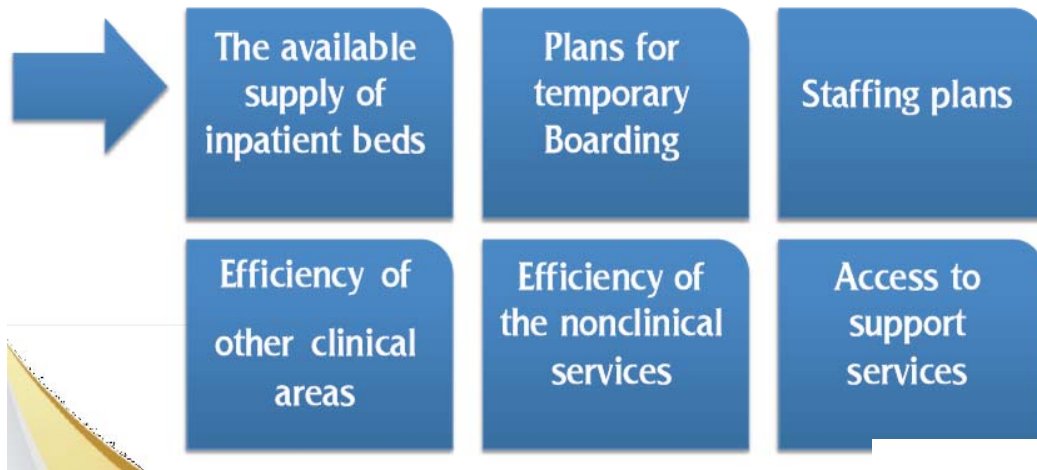 The available
supply of
inpatient beds
Plans for
temporary
Boarding
Staffing plans
Efficiency of
other clinical
areas
Efficiency of
the nonclinical
services
Access to
support
services